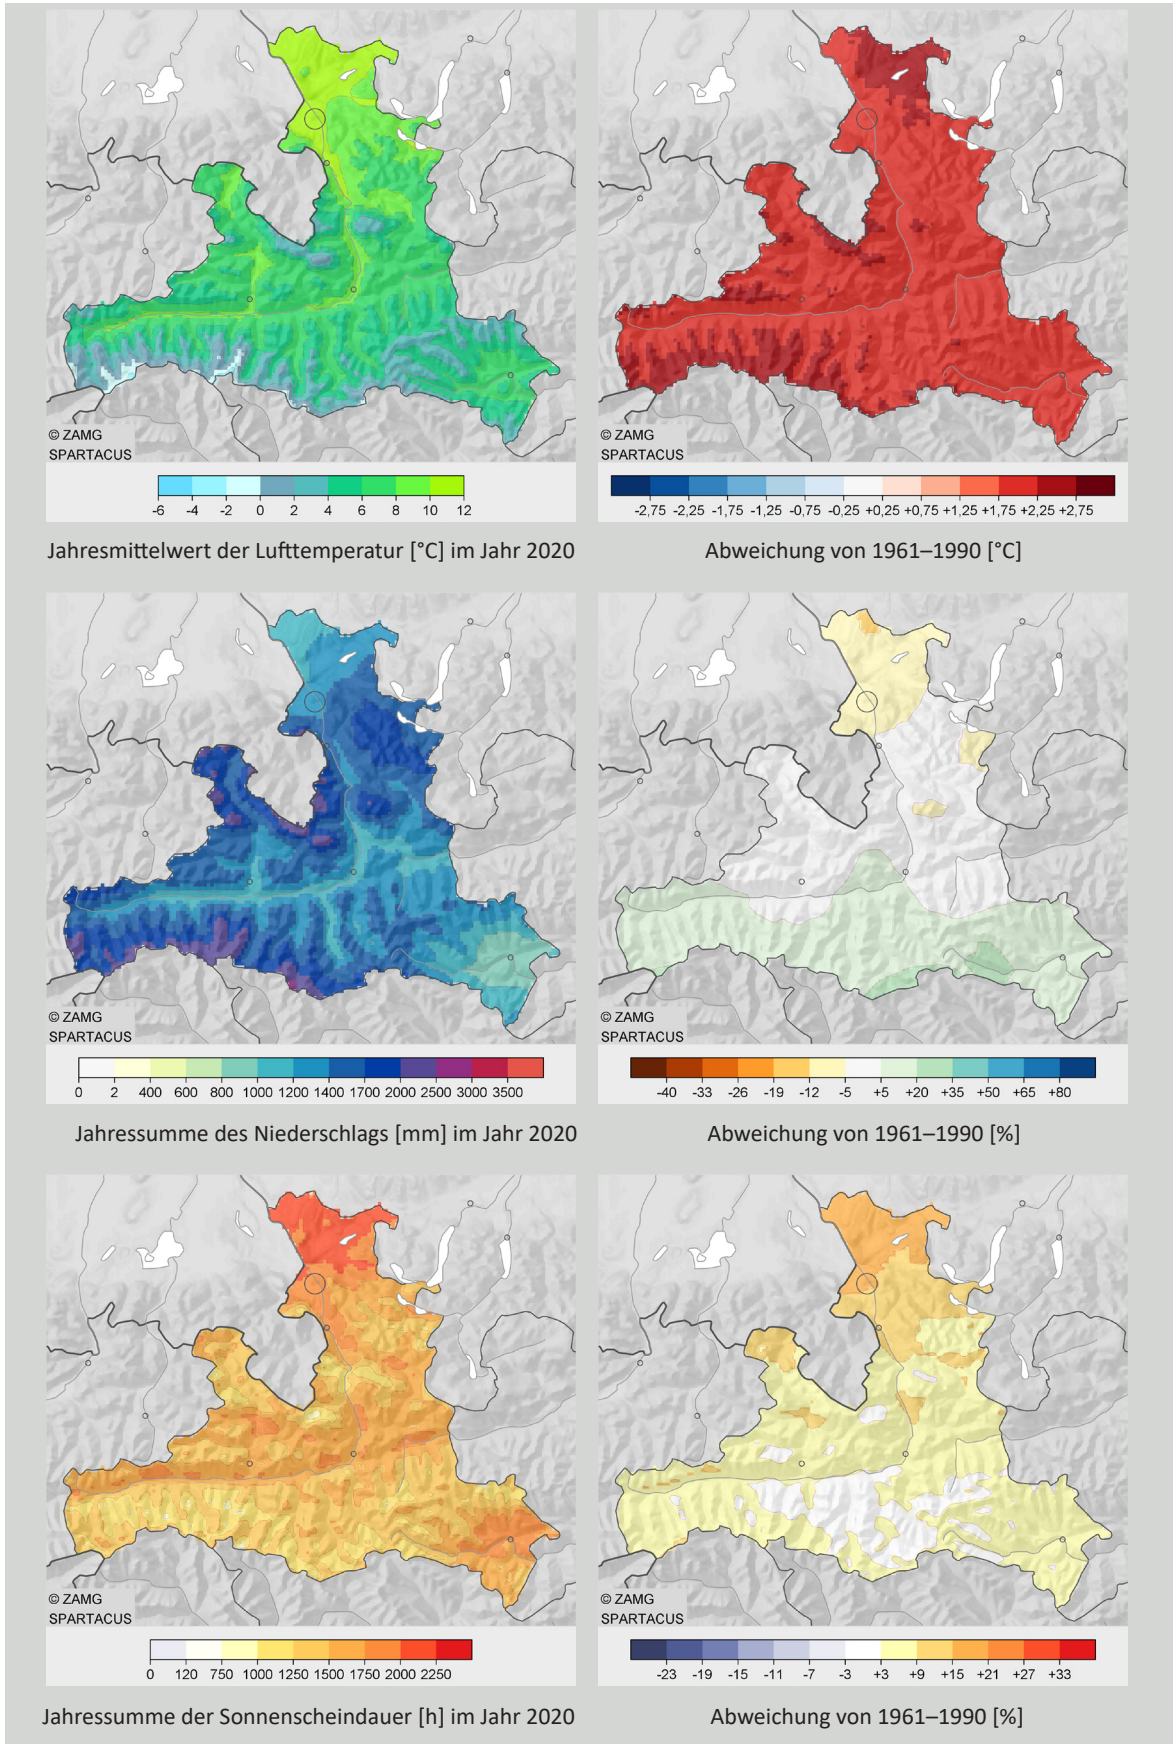 © ZAMG
SPARTACUS
-6 -4 -2 0 2 4 6 8 10 12
Jahresmittelwert der Lufttemperatur [°C] im Jahr 2020
© ZAMG
SPARTACUS
-2,75 -2,25 -1,75 -1,25 -0,75 -0,25 +0,25 +0,75 +1,25 +1,75 +2,25 +2,75
Abweichung von 1961–1990 [°C]
© ZAMG
SPARTACUS
0 2 400 600 800 1000 1200 1400 1700 2000 2500 3000 3500
Jahressumme des Niederschlags [mm] im Jahr 2020
© ZAMG
SPARTACUS
-40 -33 -26 -19 -12 -5 +5 +20 +35 +50 +65 +80
Abweichung von 1961–1990 [%]
© ZAMG
SPARTACUS
0 120 750 1000 1250 1500 1750 2000 2250
Jahressumme der Sonnenscheindauer [h] im Jahr 2020
© ZAMG
SPARTACUS
-23 -19 -15 -11 -7 -3 +3 +9 +15 +21 +27 +33
Abweichung von 1961–1990 [%]